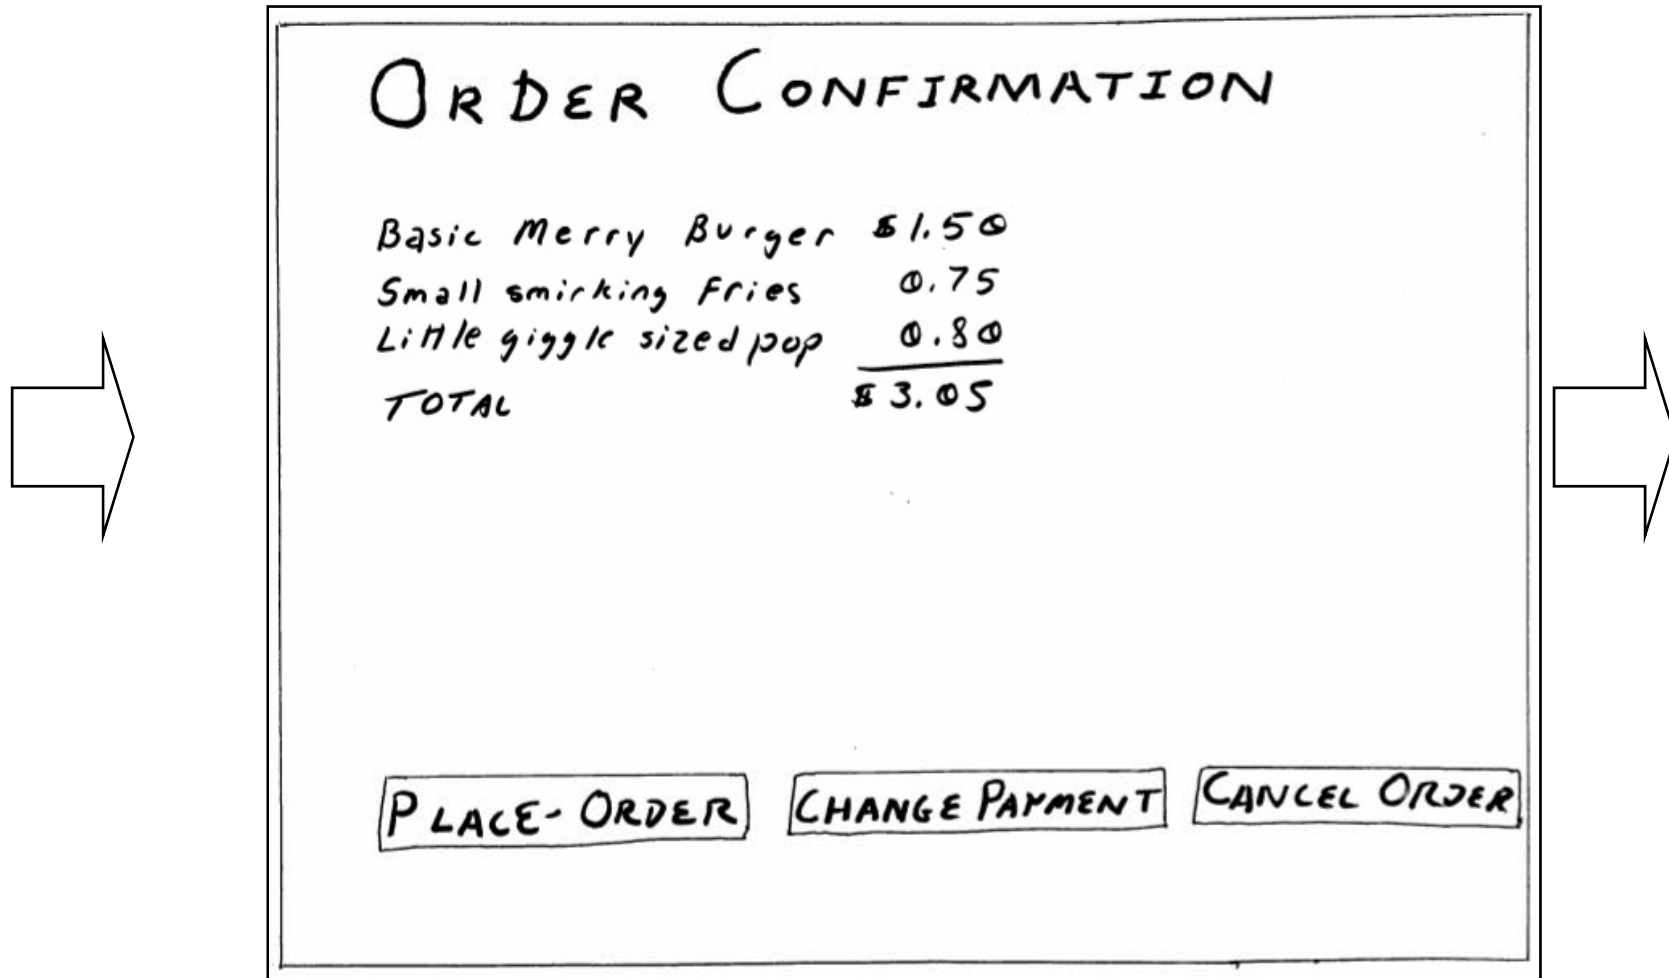 ORDER CONFIRMATION
Basic Merry Burger $1.50
Small smirking Fries 0.75
Little giggle sized pop 0.80
TOTAL $3.05
PLACE-ORDER CHANGE PAYMENT CANCEL ORDER